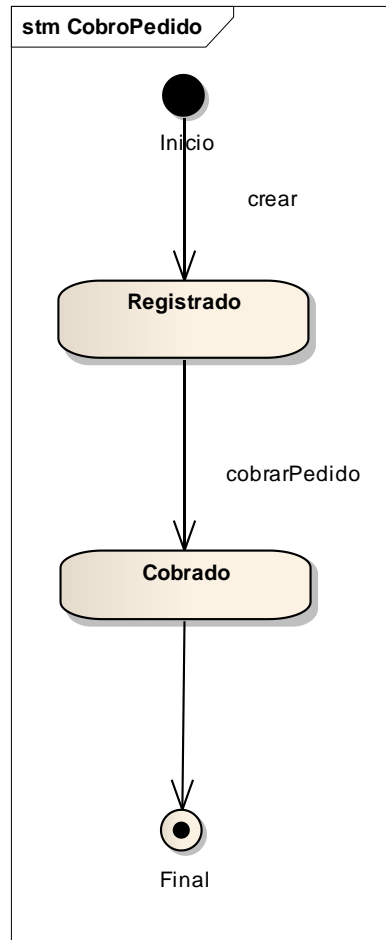 stm CobroPedido
Inicio
crear
Registrado
cobrarPedido
Cobrado
Final